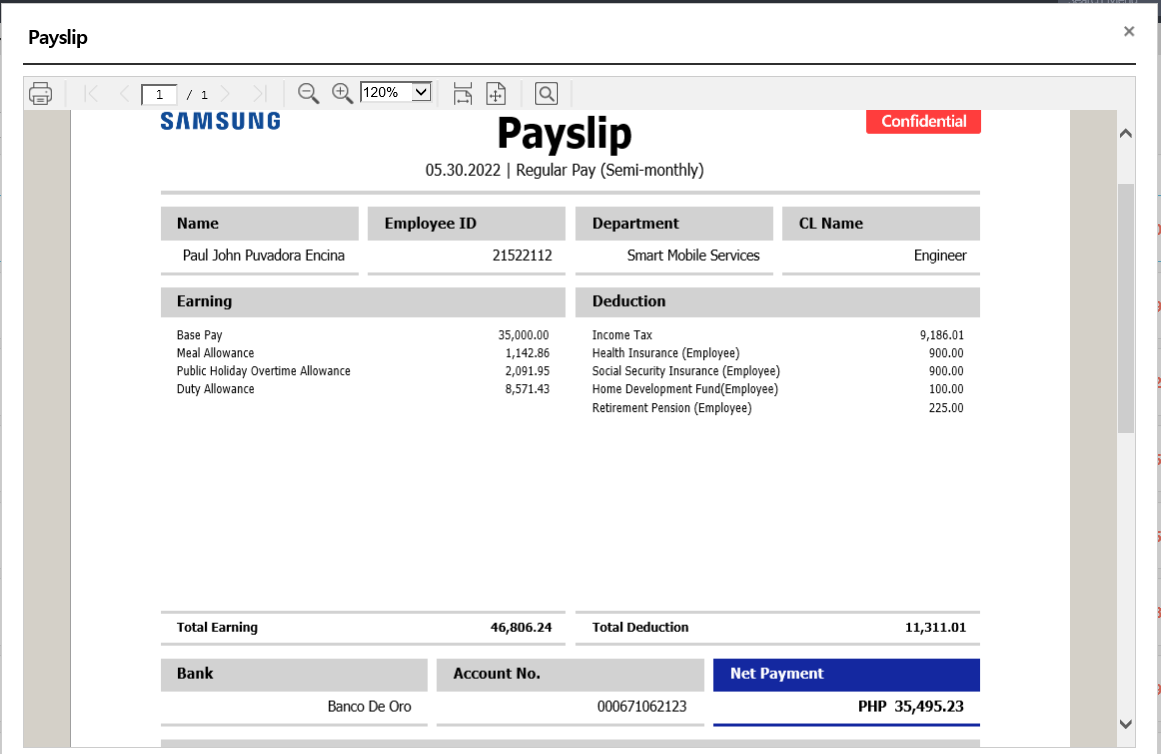 Payslip
1 / 1 120%
SAMSUNG
Payslip
Confidential
05.30.2022 | Regular Pay (Semi-monthly)
Name Employee ID Department CL Name
Paul John Puvadora Encina 21522112 Smart Mobile Services Engineer
Earning Deduction
Base Pay 35,000.00 Income Tax 9,186.01
Meal Allowance 1,142.86 Health Insurance (Employee) 900.00
Public Holiday Overtime Allowance 2,091.95 Social Security Insurance (Employee) 900.00
Duty Allowance 8,571.43 Home Development Fund(Employee) 100.00
Retirement Pension (Employee) 225.00
Total Earning 46,806.24 Total Deduction 11,311.01
Bank Account No. Net Payment
Banco De Oro 000671062123 PHP 35,495.23